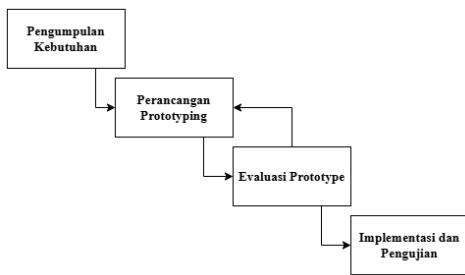 Pengumpulan
Kebutuhan
Perancangan
Prototyping
Evaluasi Prototype
Implementasi dan
Pengujian